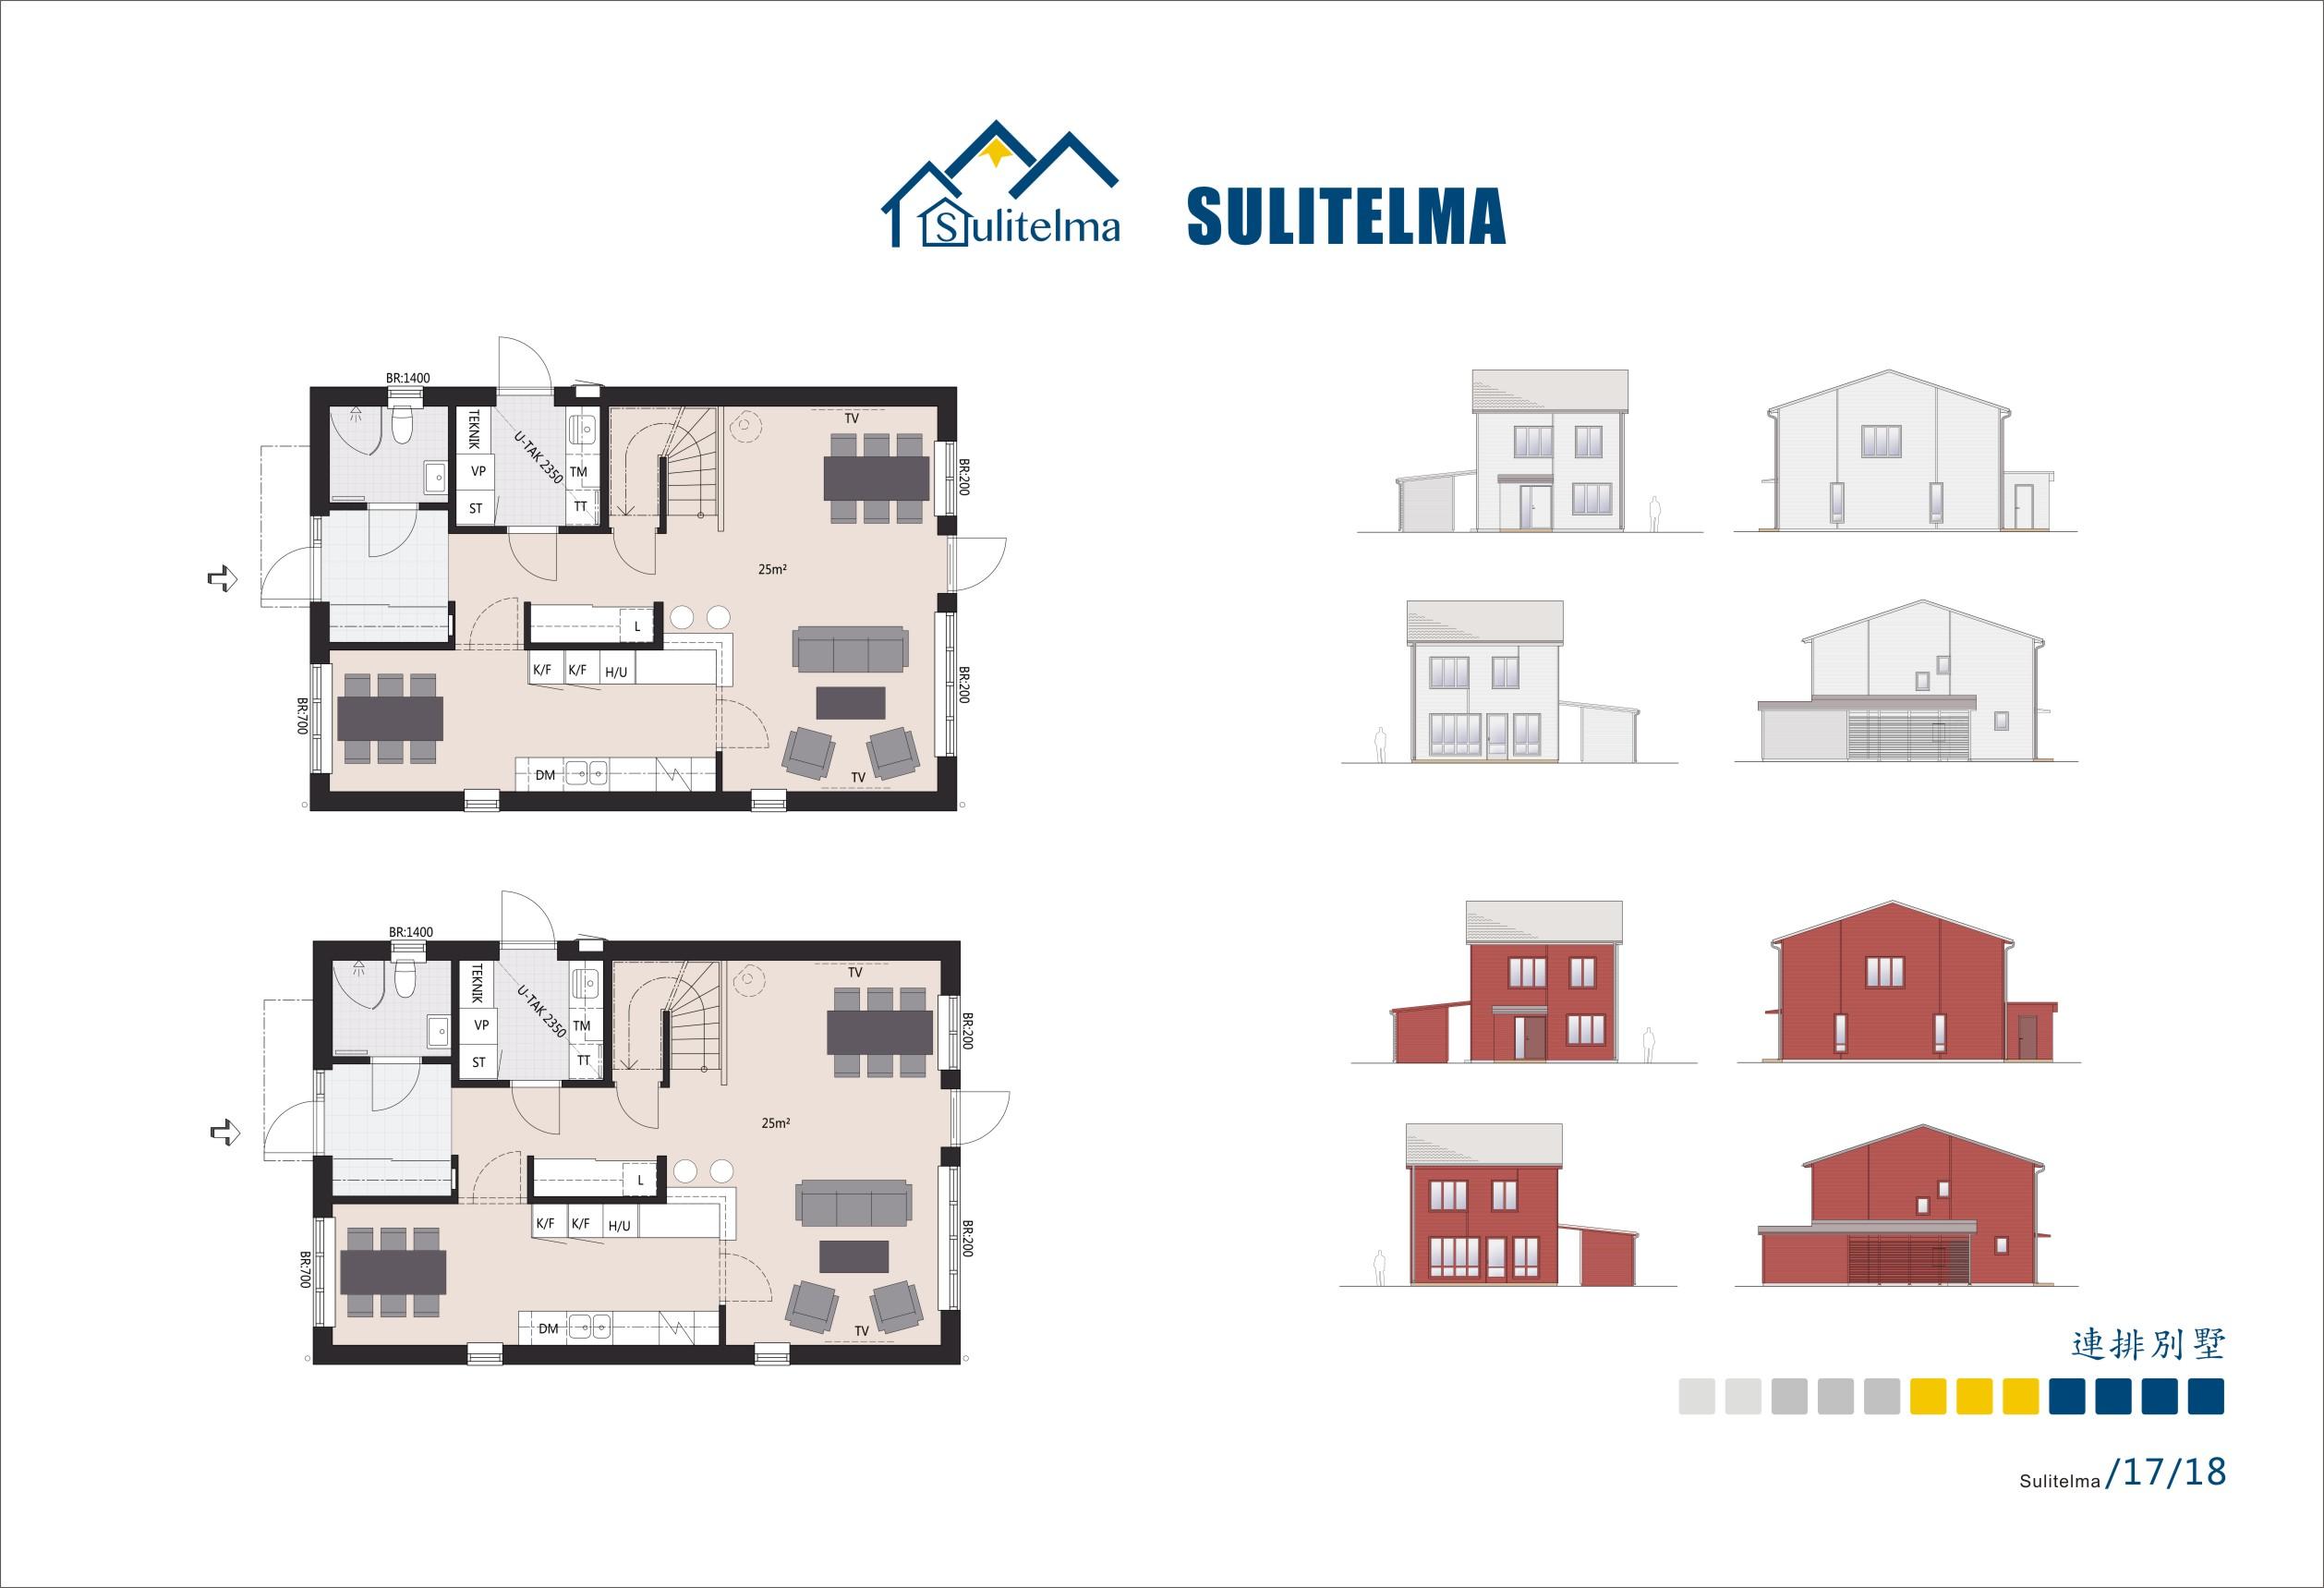 Sulitelma
SULITELMA
BR:1400
TEKNIK
U-TAK 2350
VP
TM
ST
TT
TV
BR:200
25m²
L
K/F
K/F
H/U
BR:200
BR:700
DM
TV
BR:1400
TEKNIK
U-TAK 2350
VP
TM
ST
TT
TV
BR:200
25m²
L
K/F
K/F
H/U
BR:200
BR:700
DM
TV
連排別墅
Sulitelma /17/18